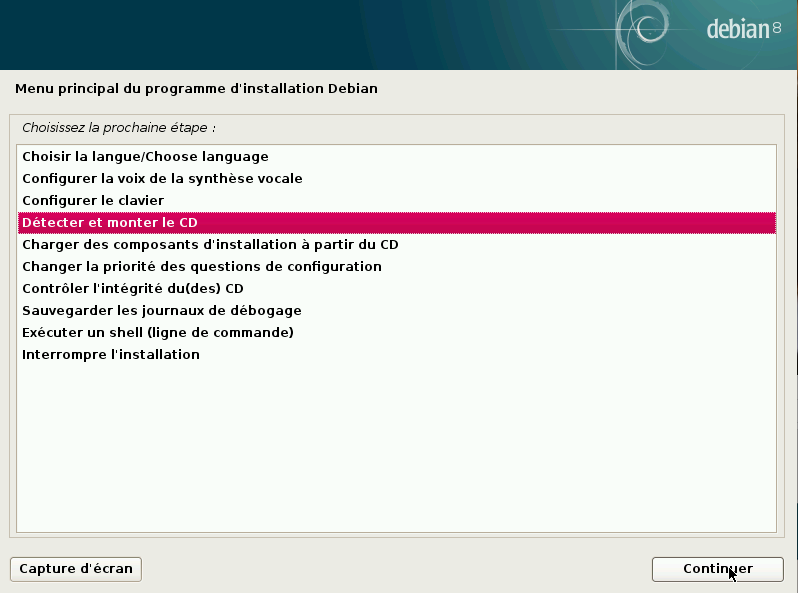 debian 8
Menu principal du programme d'installation Debian
Choisissez la prochaine étape :
Choisir la langue/Choose language
Configurer la voix de la synthèse vocale
Configurer le clavier
Détecter et monter le CD
Charger des composants d'installation à partir du CD
Changer la priorité des questions de configuration
Contrôler l'intégrité du(des) CD
Sauvegarder les journaux de débogage
Exécuter un shell (ligne de commande)
Interrompre l'installation
Capture d'écran
Continuer